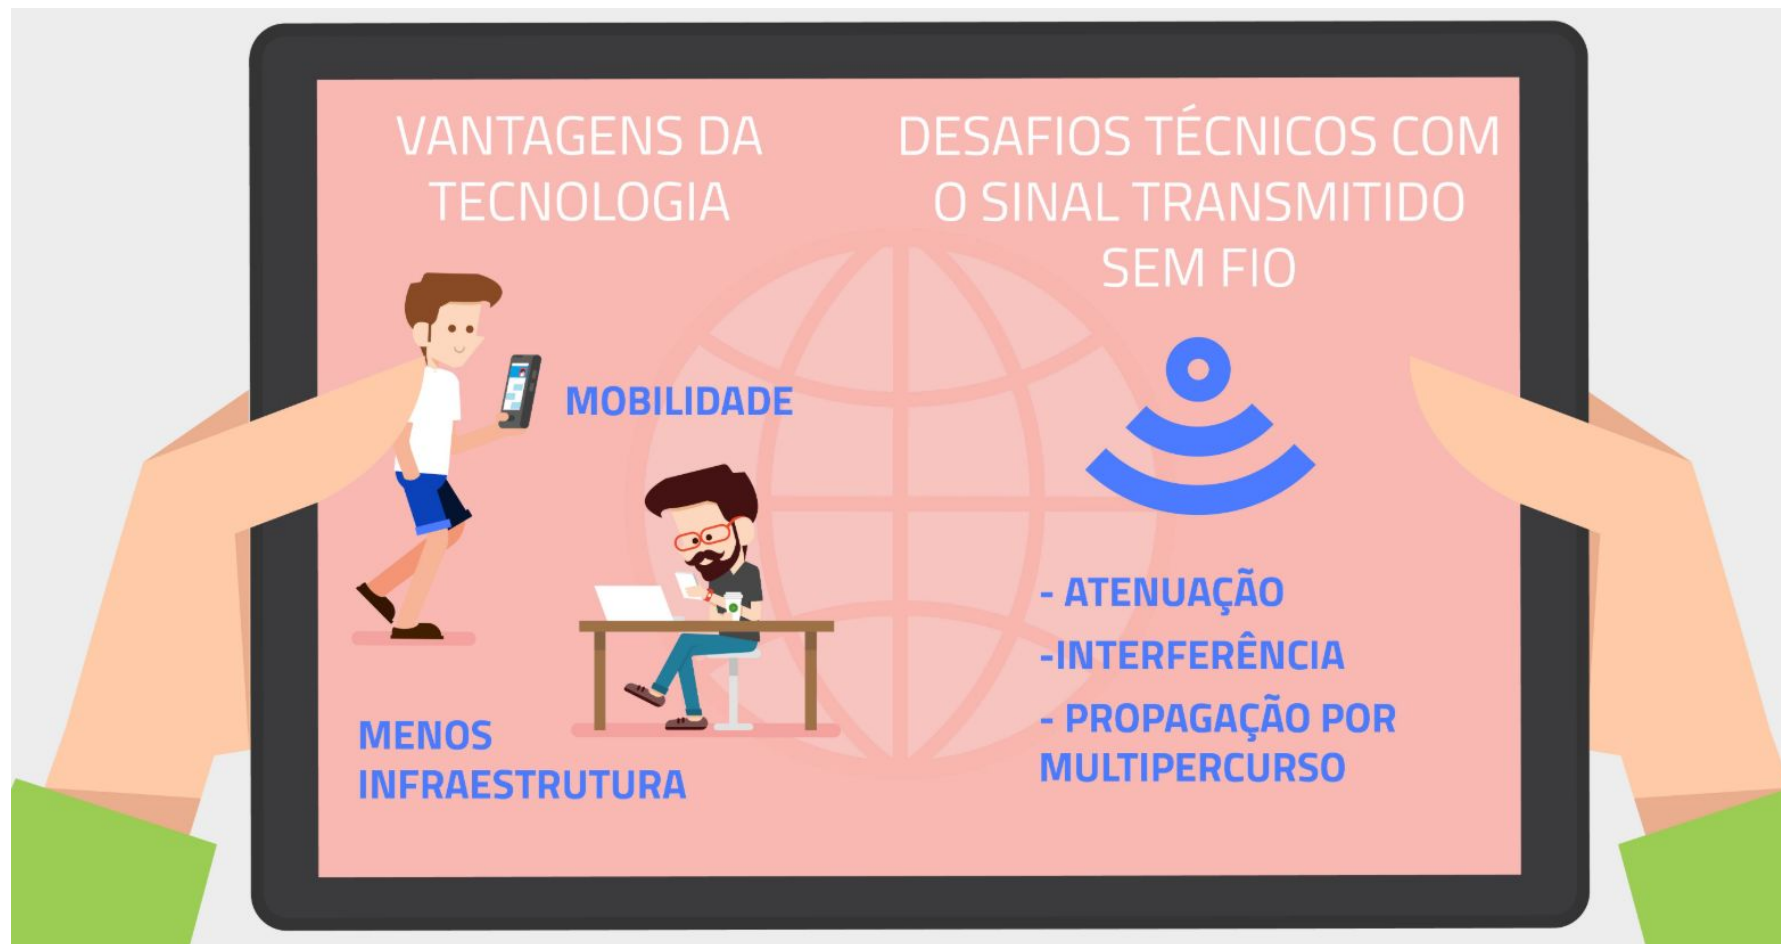 VANTAGENS DA
TECNOLOGIA
MOBILIDADE
MENOS
INFRAESTRUTURA
DESAFIOS TÉCNICOS COM
O SINAL TRANSMITIDO
SEM FIO
- ATENUAÇÃO
-INTERFERÊNCIA
- PROPAGAÇÃO POR
MULTIPERCURSO